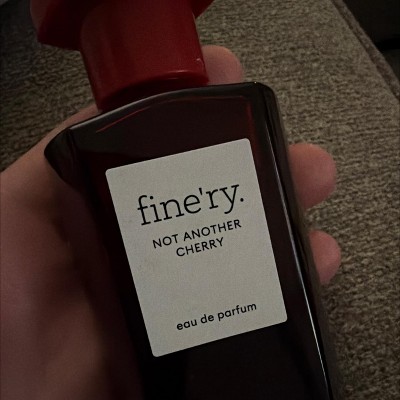 fine'ry.
NOT ANOTHER
CHERRY
eau de parfum